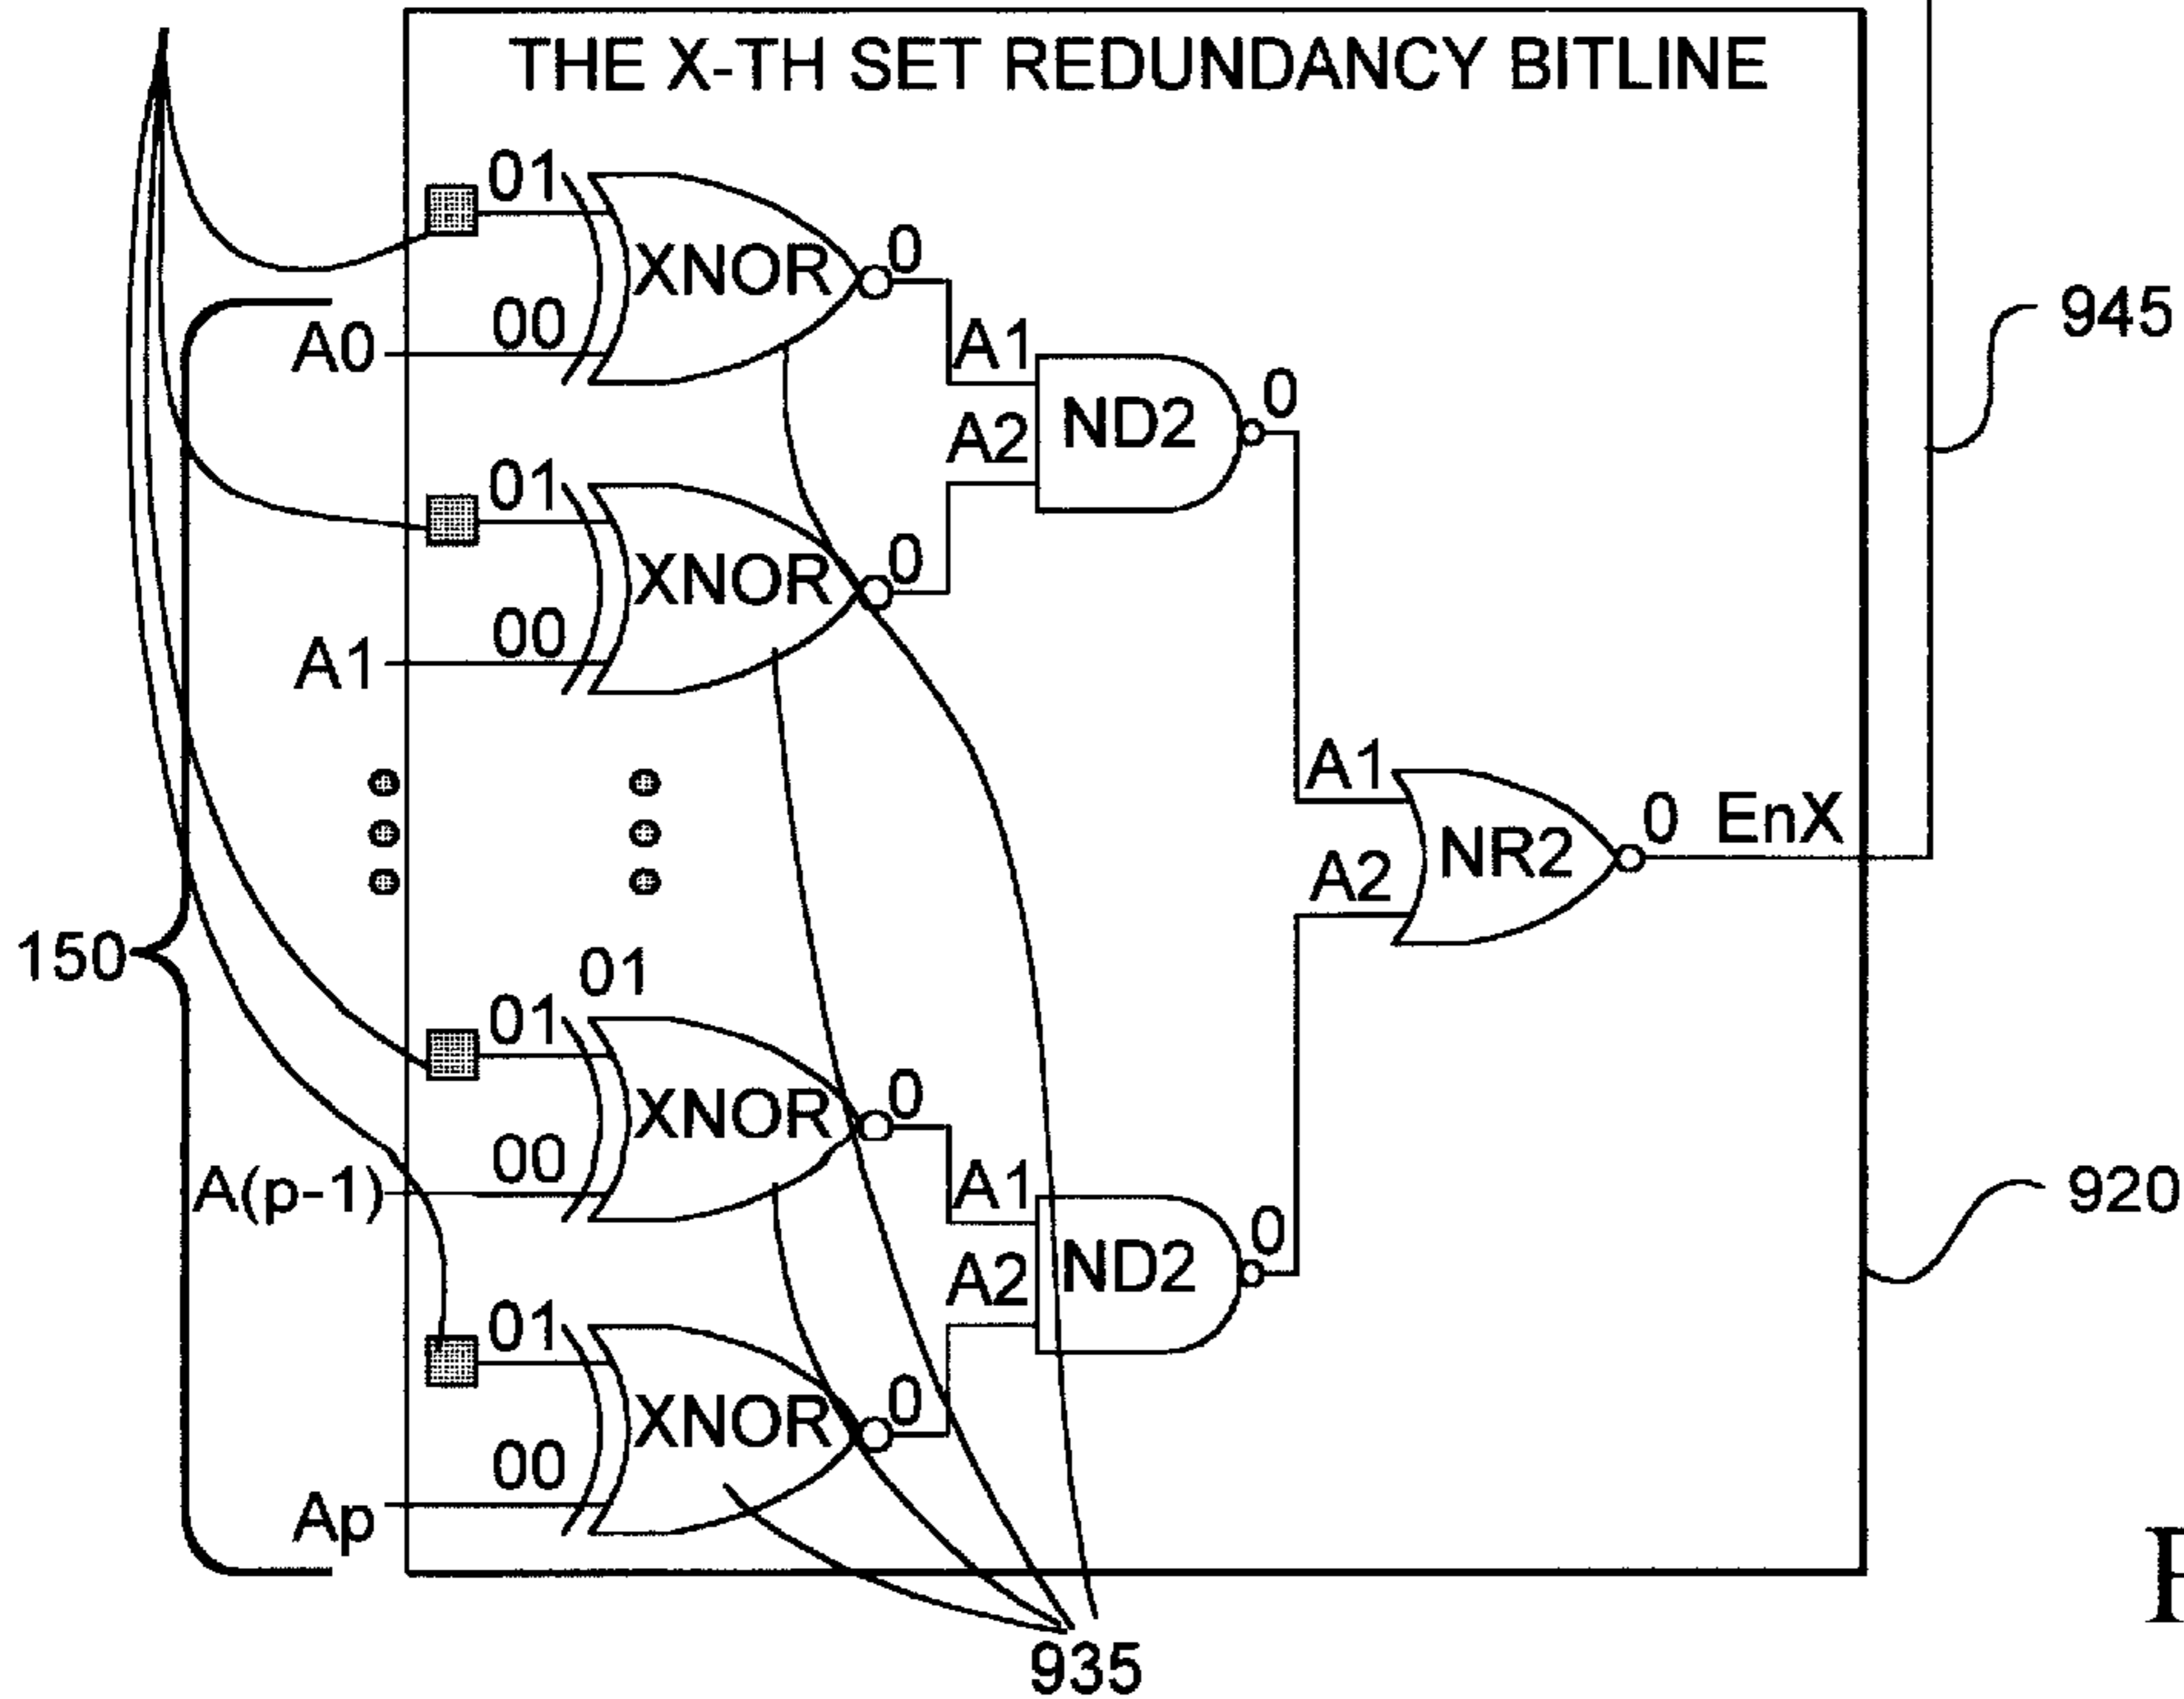 THE X-TH SET REDUNDANCY BITLINE
01
XNOR
0
00
A0
A1
A2
ND2
0
945
01
XNOR
0
00
A1
A1
A2
NR2
0 EnX
150
01
01
XNOR
0
00
A(p-1)
A1
A2
ND2
0
920
01
XNOR
0
00
Ap
935